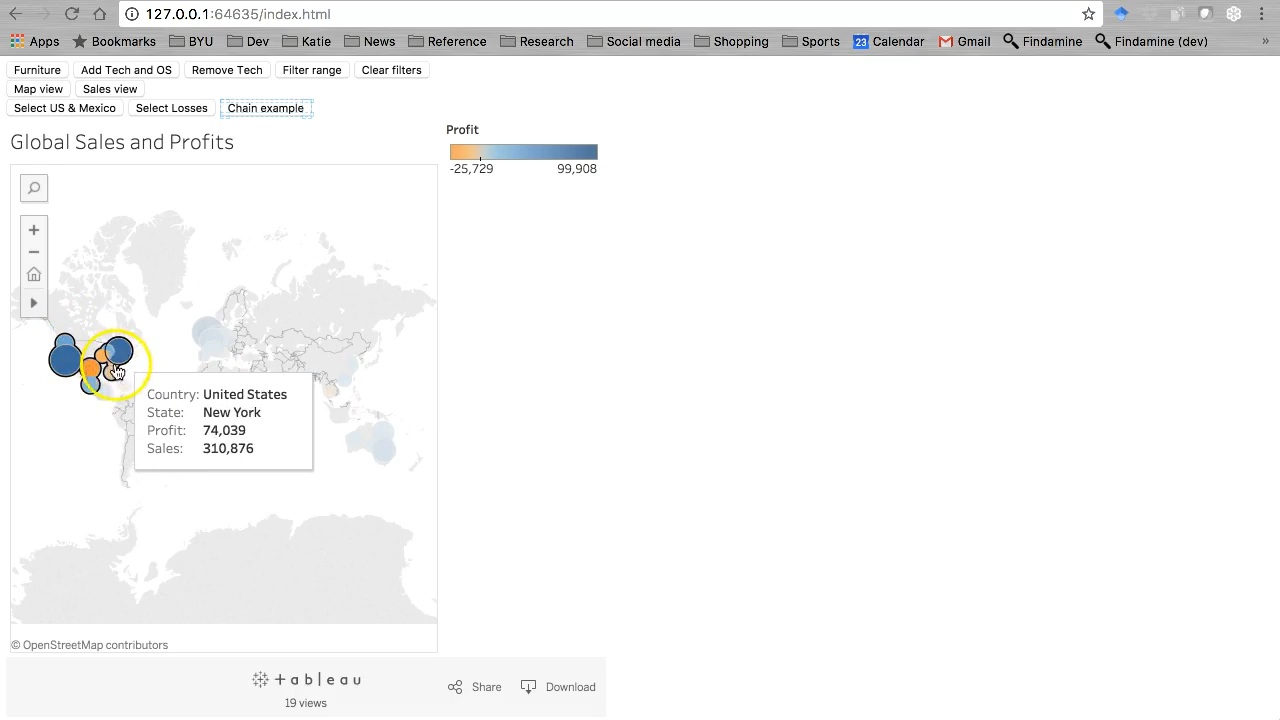 127.0.0.1:64635/index.html
Apps Bookmarks BYU Dev Katie News Reference Research Social media Shopping Sports 23 Calendar Gmail Findamine Findamine (dev) »
Furniture Add Tech and OS Remove Tech Filter range Clear filters
Map view Sales view
Select US & Mexico Select Losses Chain example
Global Sales and Profits
Profit
-25,729 99,908
Country: United States
State: New York
Profit: 74,039
Sales: 310,876
© OpenStreetMap contributors
+ableau
Share Download
19 views